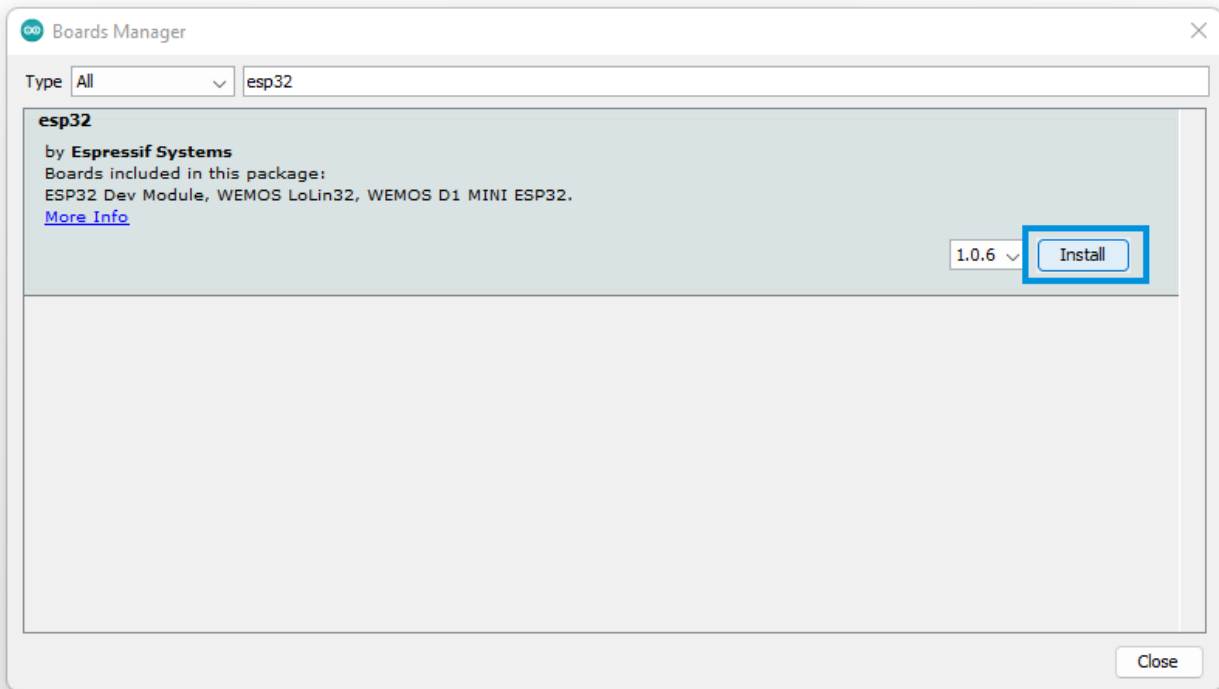 Boards Manager
Type All esp32
esp32
by Espressif Systems
Boards included in this package:
ESP32 Dev Module, WEMOS LoLin32, WEMOS D1 MINI ESP32.
More Info
1.0.6 Install
Close